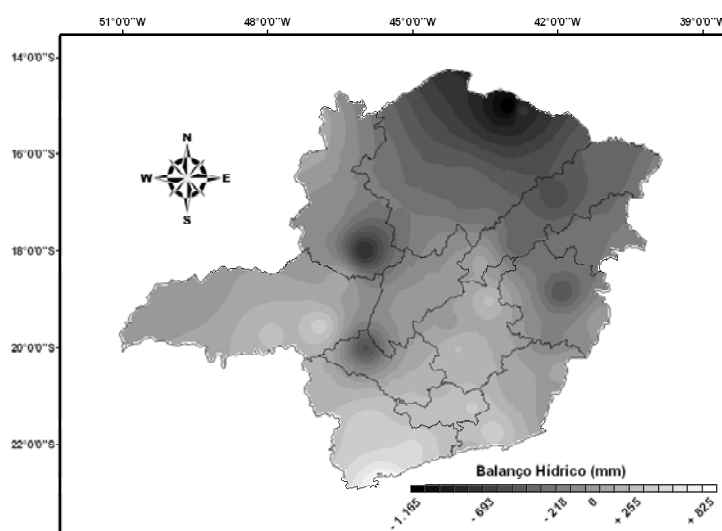 51°0'0"W 48°0'0"W 45°0'0"W 42°0'0"W 39°0'0"W
14°0'0"S
N
16°0'0"S
W E
S
18°0'0"S
20°0'0"S
22°0'0"S
Balanço Hídrico (mm)
- 1.165 - 693 - 218 0 + 255 + 825